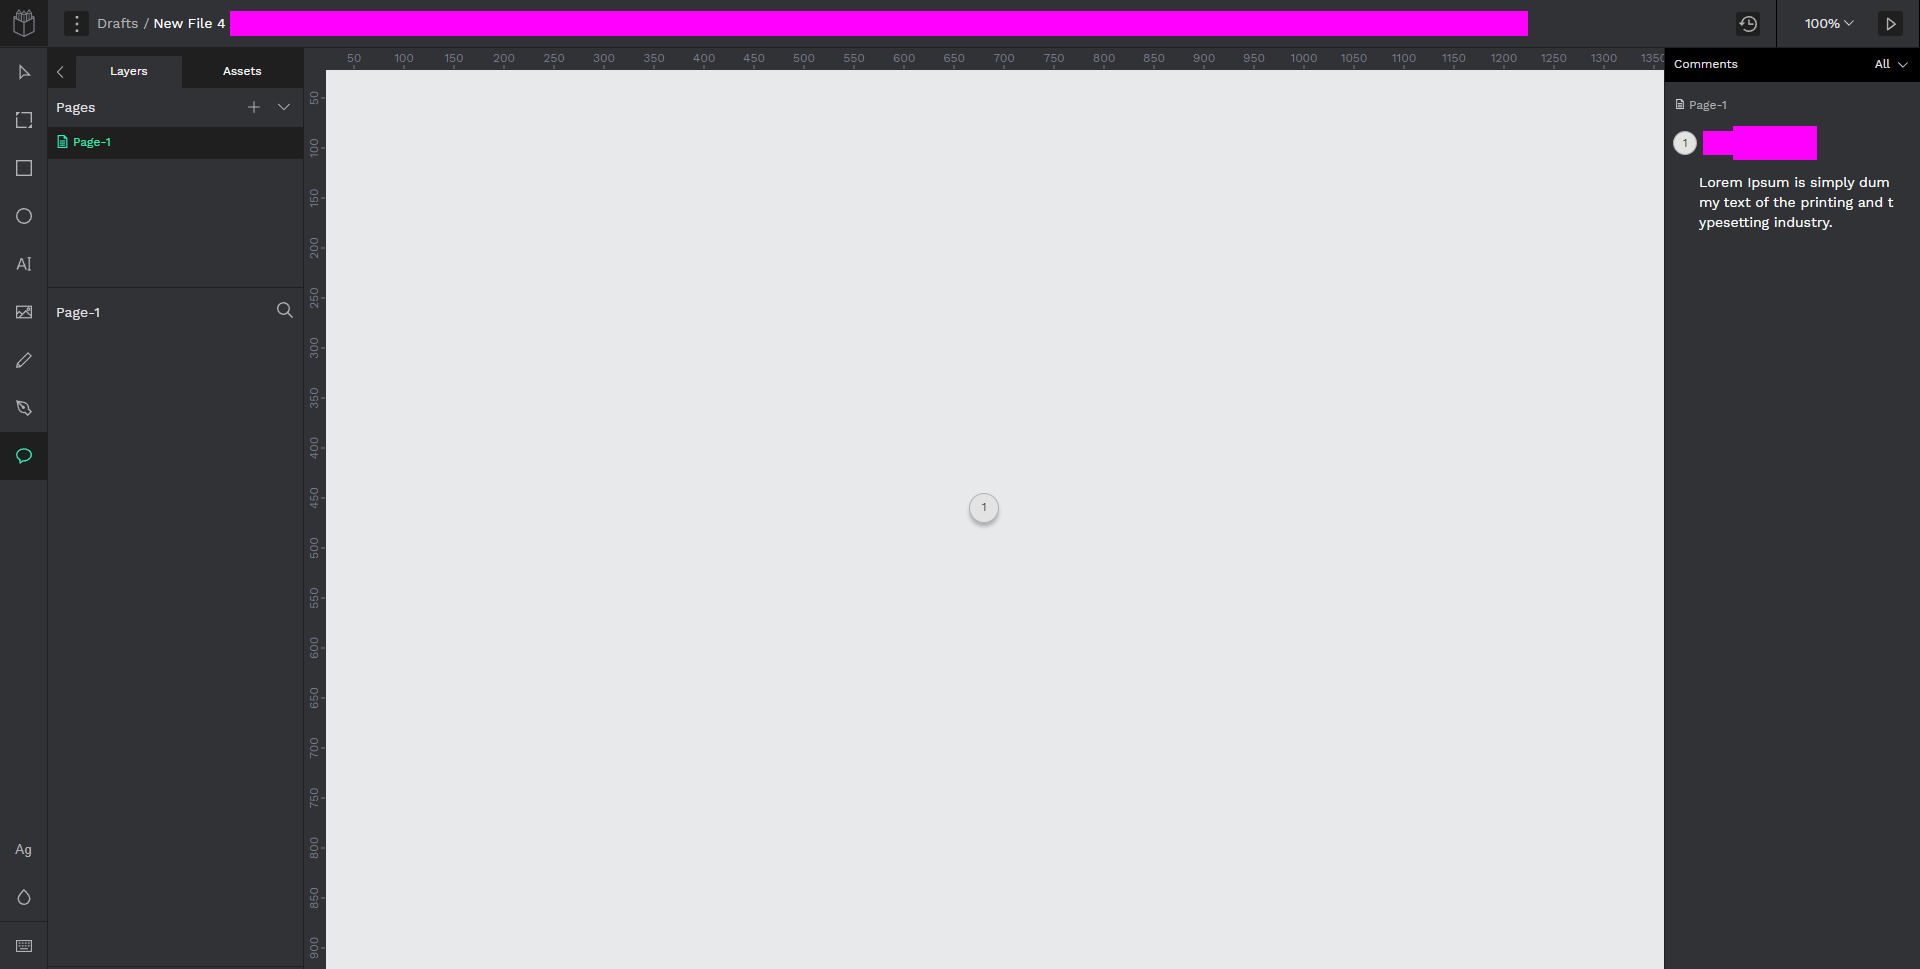 Drafts / New File 4
100%
Layers
Assets
Pages
Page-1
Page-1
AI
Ag
50 100 150 200 250 300 350 400 450 500 550 600 650 700 750 800 850 900 950 1000 1050 1100 1150 1200 1250 1300 1350
50
100
150
200
250
300
350
400
450
500
550
600
650
700
750
800
850
900
1
Comments
All
Page-1
1
Lorem Ipsum is simply dum
my text of the printing and t
ypesetting industry.